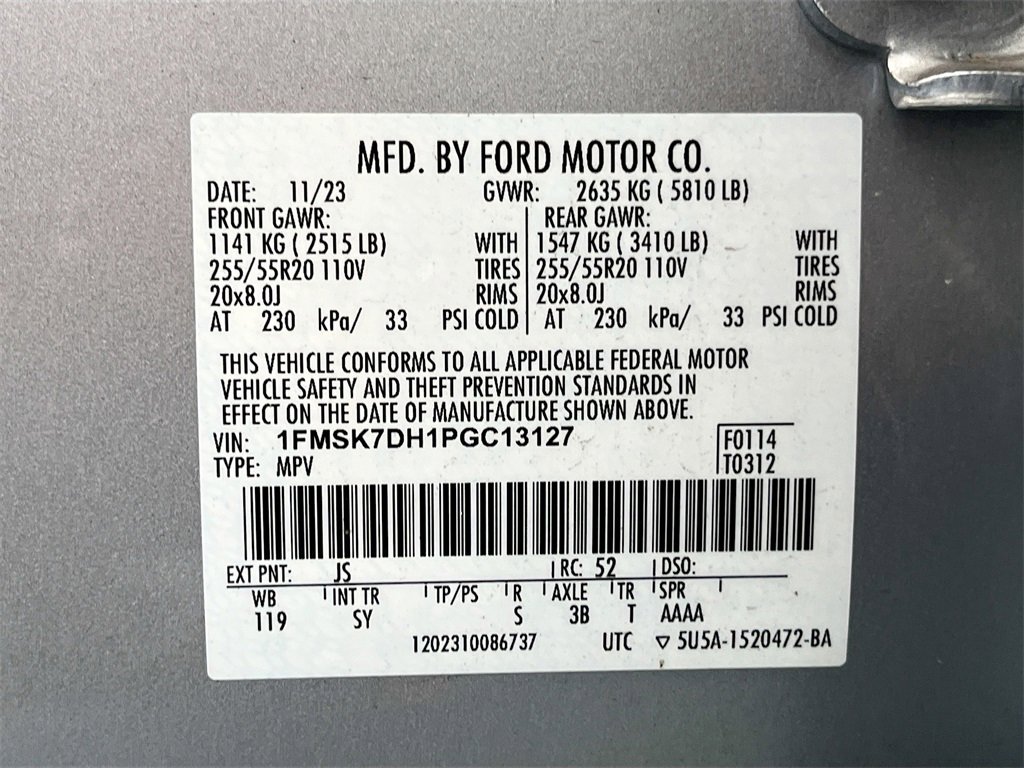 MFD. BY FORD MOTOR CO.
DATE: 11/23 GVWR: 2635 KG ( 5810 LB)
FRONT GAWR: REAR GAWR:
1141 KG ( 2515 LB) WITH 1547 KG ( 3410 LB) WITH
255/55R20 110V TIRES 255/55R20 110V TIRES
20x8.0J RIMS 20x8.0J RIMS
AT 230 kPa/ 33 PSI COLD AT 230 kPa/ 33 PSI COLD
THIS VEHICLE CONFORMS TO ALL APPLICABLE FEDERAL MOTOR
VEHICLE SAFETY AND THEFT PREVENTION STANDARDS IN
EFFECT ON THE DATE OF MANUFACTURE SHOWN ABOVE.
VIN: 1FMSK7DH1PGC13127 F0114
TYPE: MPV T0312
EXT PNT: JS RC: 52 DSO:
WB INT TR TP/PS R AXLE TR SPR
119 SY S 3B T AAAA
1202310086737 UTC ▽ 5U5A-1520472-BA